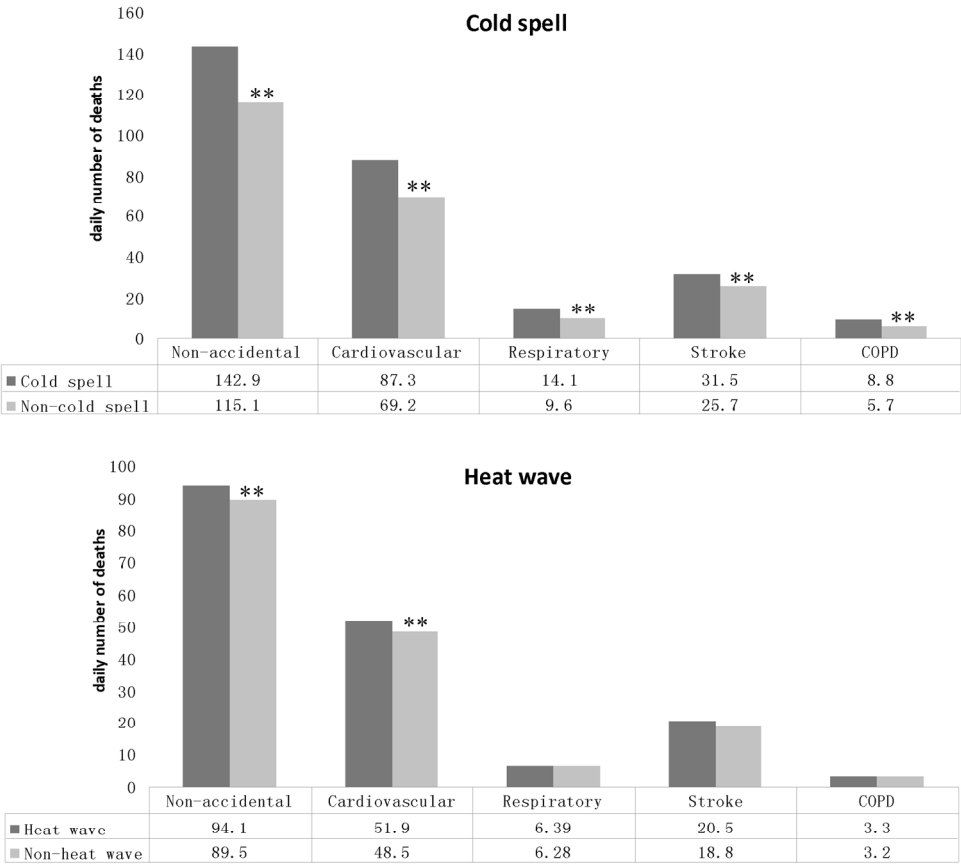 Cold spell
160
140
120
100
80
60
40
20
0
daily number of deaths
**
**
**
**
**
Non-accidental Cardiovascular Respiratory Stroke COPD
Cold spell 142.9 87.3 14.1 31.5 8.8
Non-cold spell 115.1 69.2 9.6 25.7 5.7
Heat wave
100
90
80
70
60
50
40
30
20
10
0
daily number of deaths
**
**
Non-accidental Cardiovascular Respiratory Stroke COPD
Heat wave 94.1 51.9 6.39 20.5 3.3
Non-heat wave 89.5 48.5 6.28 18.8 3.2